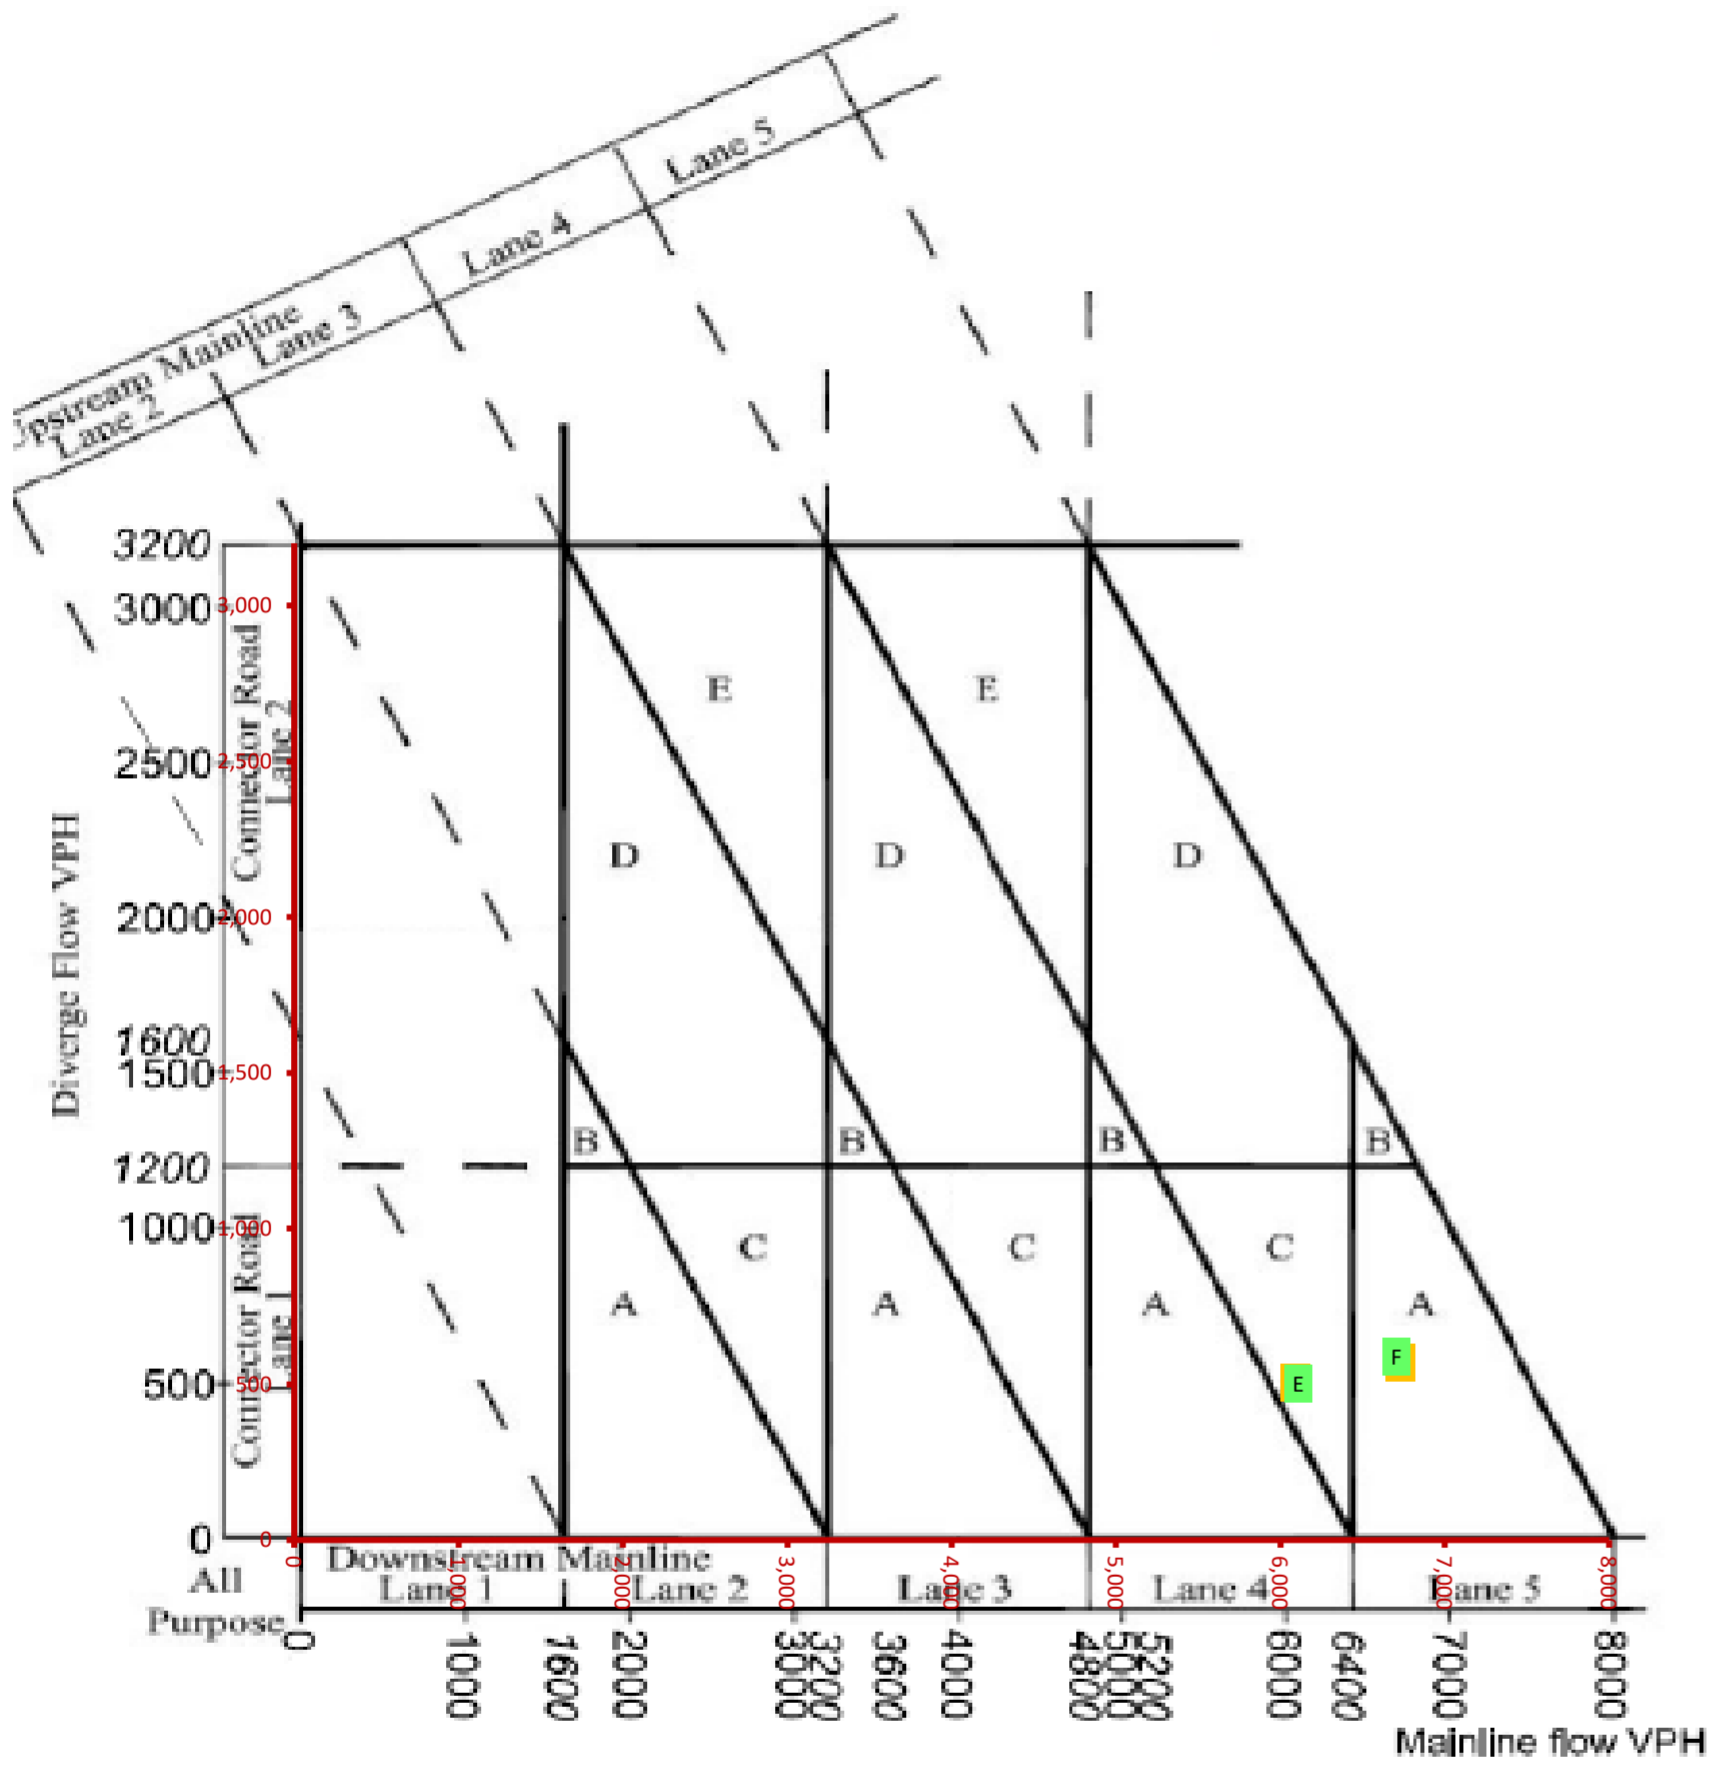 Lane 5
Lane 4
Upstream Mainline
Lane 3
Lane 2
3200
3000
3,000
Connector Road
Lane 2
2500
2,500
E
E
D
D
D
2000
2,000
Diverge Flow VPH
1600
1500
1,500
B
B
B
B
1200
1000
1,000
C
C
C
Connector Road
Lane 1
A
A
A
A
F
E
500
500
0
0
0
1,000
2,000
3,000
4,000
5,000
6,000
7,000
8,000
All
Purpose
Downstream Mainline
Lane 1
Lane 2
Lane 3
Lane 4
Lane 5
0
1000
1600
2000
3000
3200
3600
4000
4800
5000
5200
6000
6400
7000
8000
Mainline flow VPH